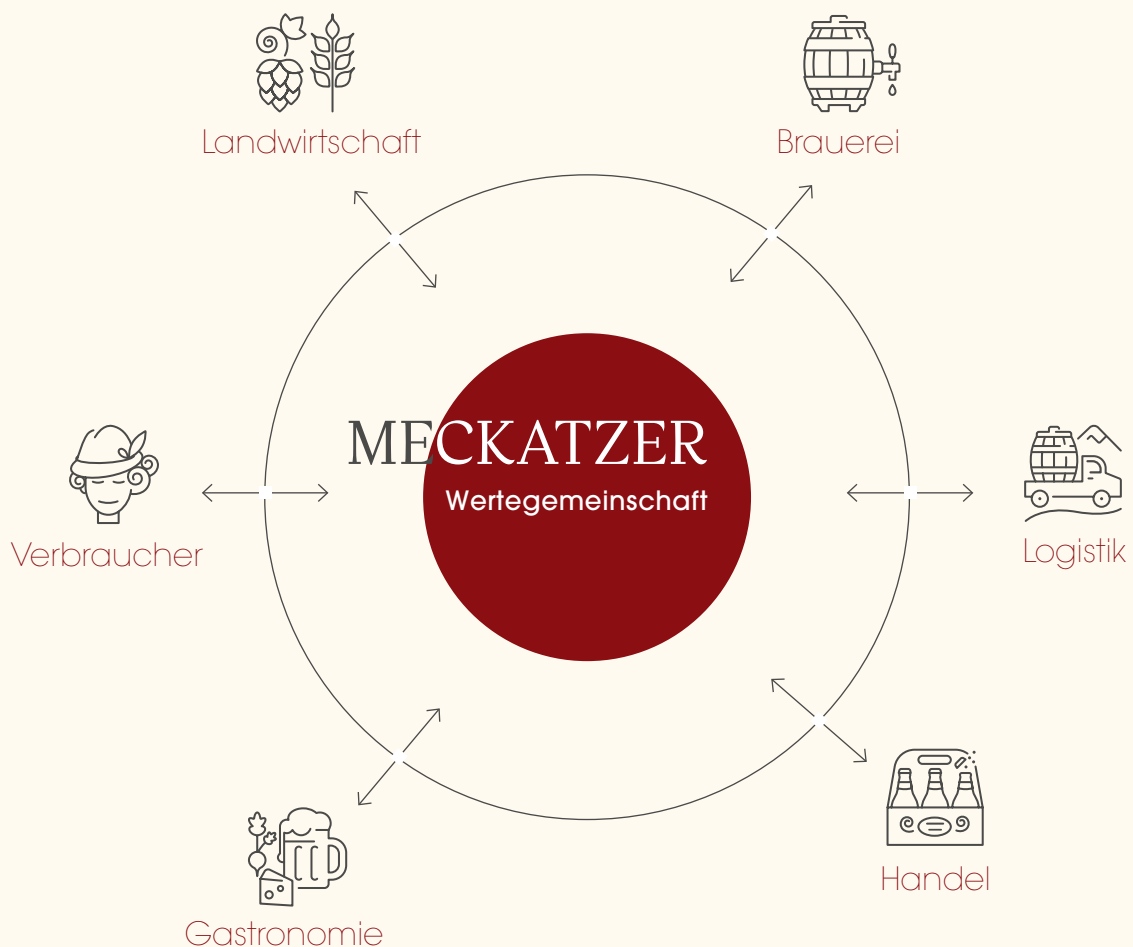 Landwirtschaft
Brauerei
MECKATZER
Wertegemeinschaft
Verbraucher
Logistik
Handel
Gastronomie